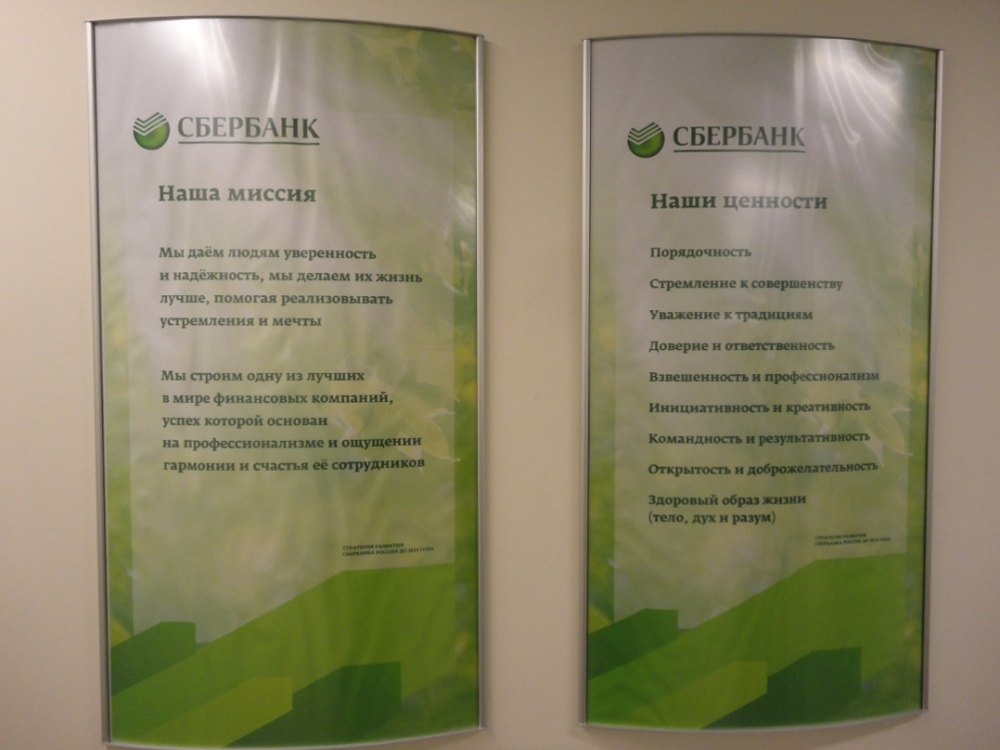 СБЕРБАНК
Наша миссия
Мы даём людям уверенность
и надёжность, мы делаем их жизнь
лучше, помогая реализовывать
устремления и мечты
Мы строим одну из лучших
в мире финансовых компаний,
успех которой основан
на профессионализме и ощущении
гармонии и счастья её сотрудников
СТРАТЕГИЯ РАЗВИТИЯ
СБЕРБАНКА РОССИИ ДО 2014 ГОДА
СБЕРБАНК
Наши ценности
Порядочность
Стремление к совершенству
Уважение к традициям
Доверие и ответственность
Взвешенность и профессионализм
Инициативность и креативность
Командность и результативность
Открытость и доброжелательность
Здоровый образ жизни
(тело, дух и разум)
СТРАТЕГИЯ РАЗВИТИЯ
СБЕРБАНКА РОССИИ ДО 2014 ГОДА